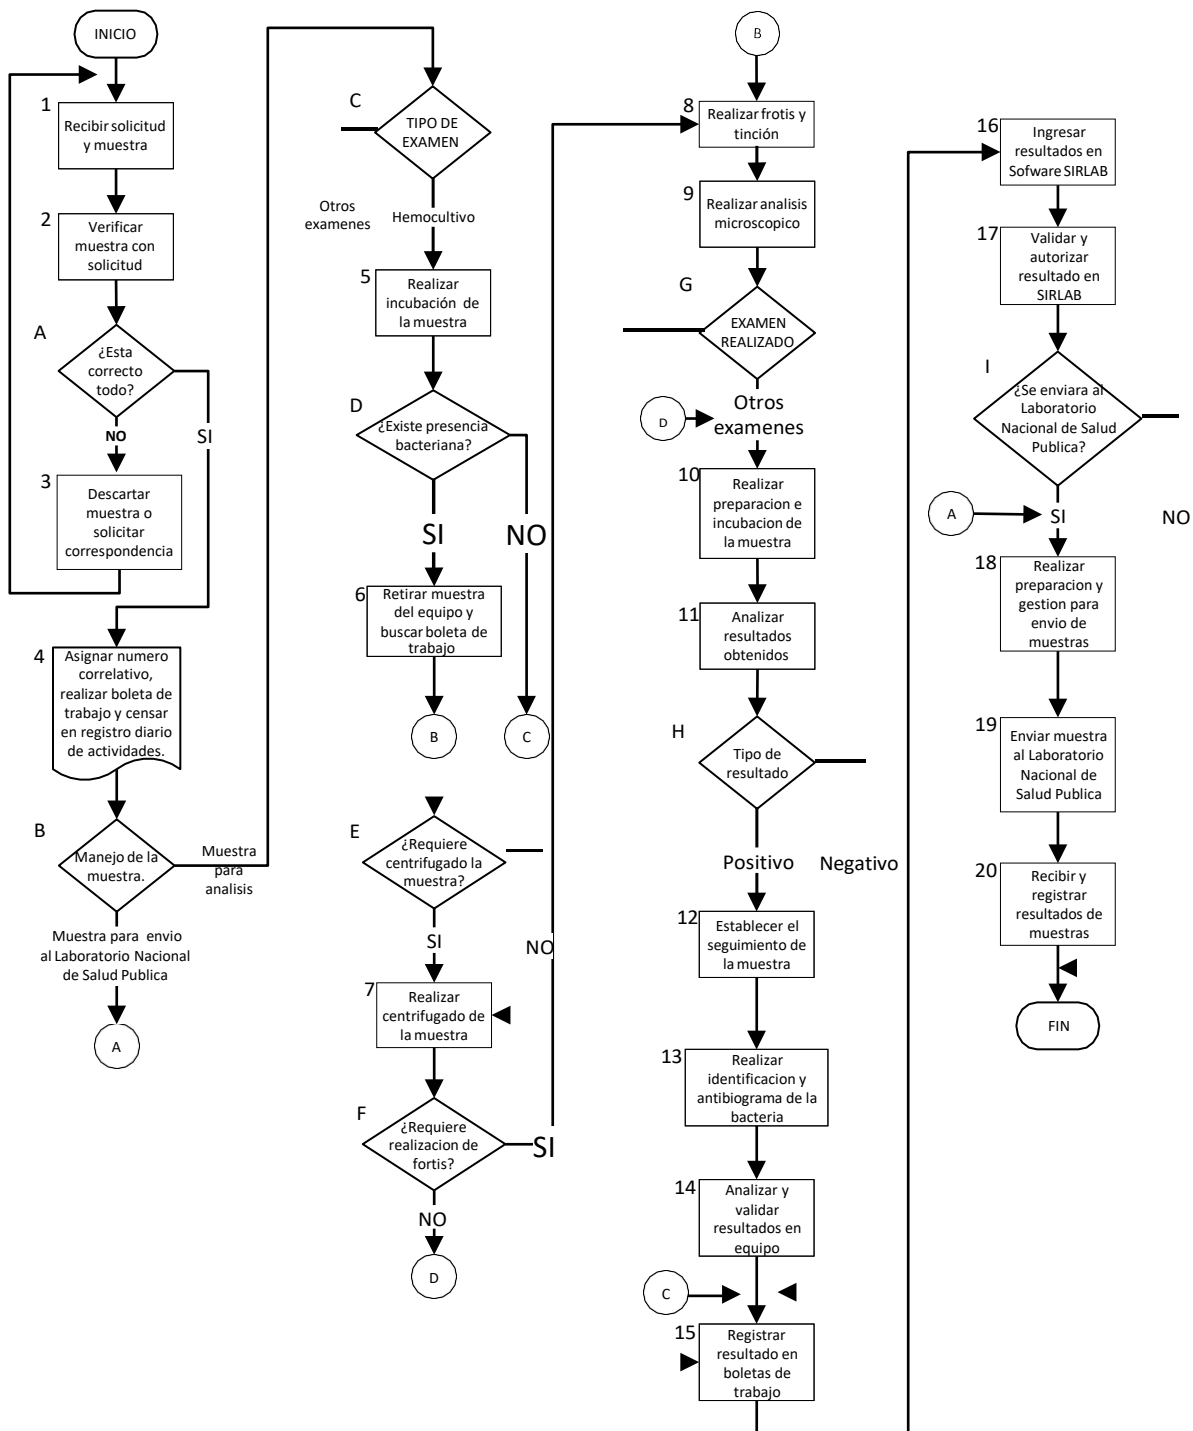 INICIO
1
Recibir solicitud
y muestra
2
Verificar
muestra con
solicitud
A
¿Esta
correcto
todo?
NO
SI
3
Descartar
muestra o
solicitar
correspondencia
4
Asignar numero
correlativo,
realizar boleta de
trabajo y censar
en registro diario
de actividades.
B
Manejo de la
muestra.
Muestra
para
analisis
Muestra para envio
al Laboratorio Nacional
de Salud Publica
A
C
TIPO DE
EXAMEN
Otros
examenes
Hemocultivo
5
Realizar
incubación de
la muestra
D
¿Existe presencia
bacteriana?
SI
NO
6
Retirar muestra
del equipo y
buscar boleta de
trabajo
B
C
E
¿Requiere
centrifugado la
muestra?
SI
NO
7
Realizar
centrifugado de
la muestra
F
¿Requiere
realizacion de
fortis?
SI
NO
D
B
8
Realizar frotis y
tinción
9
Realizar analisis
microscopico
G
EXAMEN
REALIZADO
D
Otros
examenes
10
Realizar
preparacion e
incubacion de
la muestra
11
Analizar
resultados
obtenidos
H
Tipo de
resultado
Positivo
Negativo
12
Establecer el
seguimiento de
la muestra
13
Realizar
identificacion y
antibiograma de la
bacteria
14
Analizar y
validar
resultados en
equipo
C
15
Registrar
resultado en
boletas de
trabajo
16
Ingresar
resultados en
Sofware SIRLAB
17
Validar y
autorizar
resultado en
SIRLAB
I
¿Se enviara al
Laboratorio
Nacional de Salud
Publica?
A
SI
NO
18
Realizar
preparacion y
gestion para
envio de
muestras
19
Enviar muestra
al Laboratorio
Nacional de
Salud Publica
20
Recibir y
registrar
resultados de
muestras
FIN